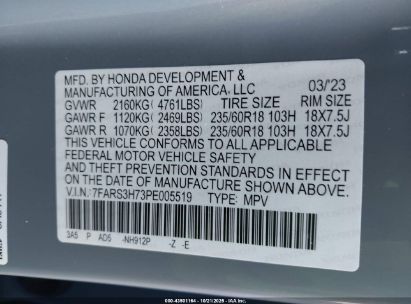 MFD. BY HONDA DEVELOPMENT &
MANUFACTURING OF AMERICA, LLC 03/'23
GVWR 2160KG( 4761LBS) TIRE SIZE RIM SIZE
GAWR F 1120KG( 2469LBS) 235/60R18 103H 18X7.5J
GAWR R 1070KG( 2358LBS) 235/60R18 103H 18X7.5J
THIS VEHICLE CONFORMS TO ALL APPLICABLE
FEDERAL MOTOR VEHICLE SAFETY
STANDARDS IN EFFECT ON THE DATE OF
MANUFACTURE SHOWN ABOVE.
V.I.N.:7FARS3H73PE005519 TYPE: MPV
3A5 P AD5 -NH912P -Z -E